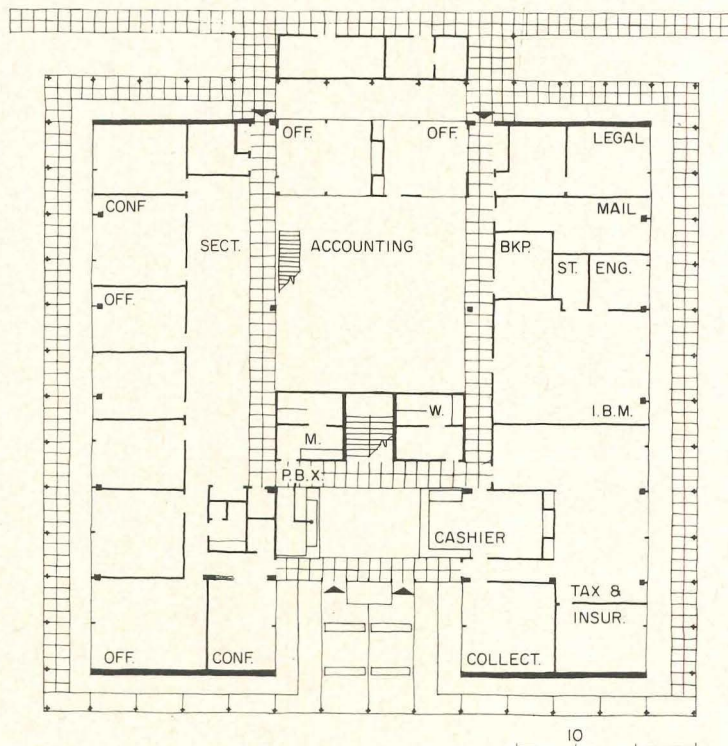 OFF. OFF. LEGAL
CONF MAIL
SECT. ACCOUNTING BKP.
ST. ENG.
OFF.
I.B.M.
W.
M.
P.B.X.
CASHIER
TAX &
INSUR.
OFF. CONF. COLLECT.
10